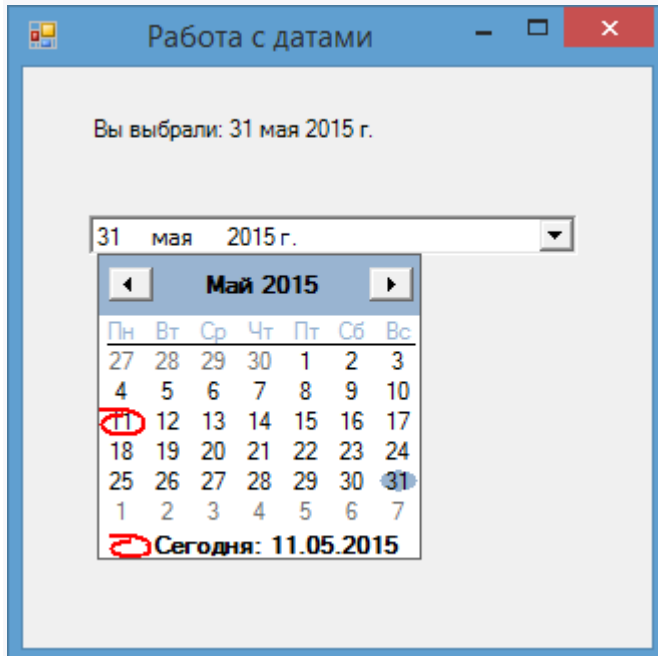 Работа с датами
Вы выбрали: 31 мая 2015 г.
31 мая 2015 г.
Май 2015
Пн Вт Ср Чт Пт Сб Вс
27 28 29 30 1 2 3
4 5 6 7 8 9 10
11 12 13 14 15 16 17
18 19 20 21 22 23 24
25 26 27 28 29 30 31
1 2 3 4 5 6 7
Сегодня: 11.05.2015